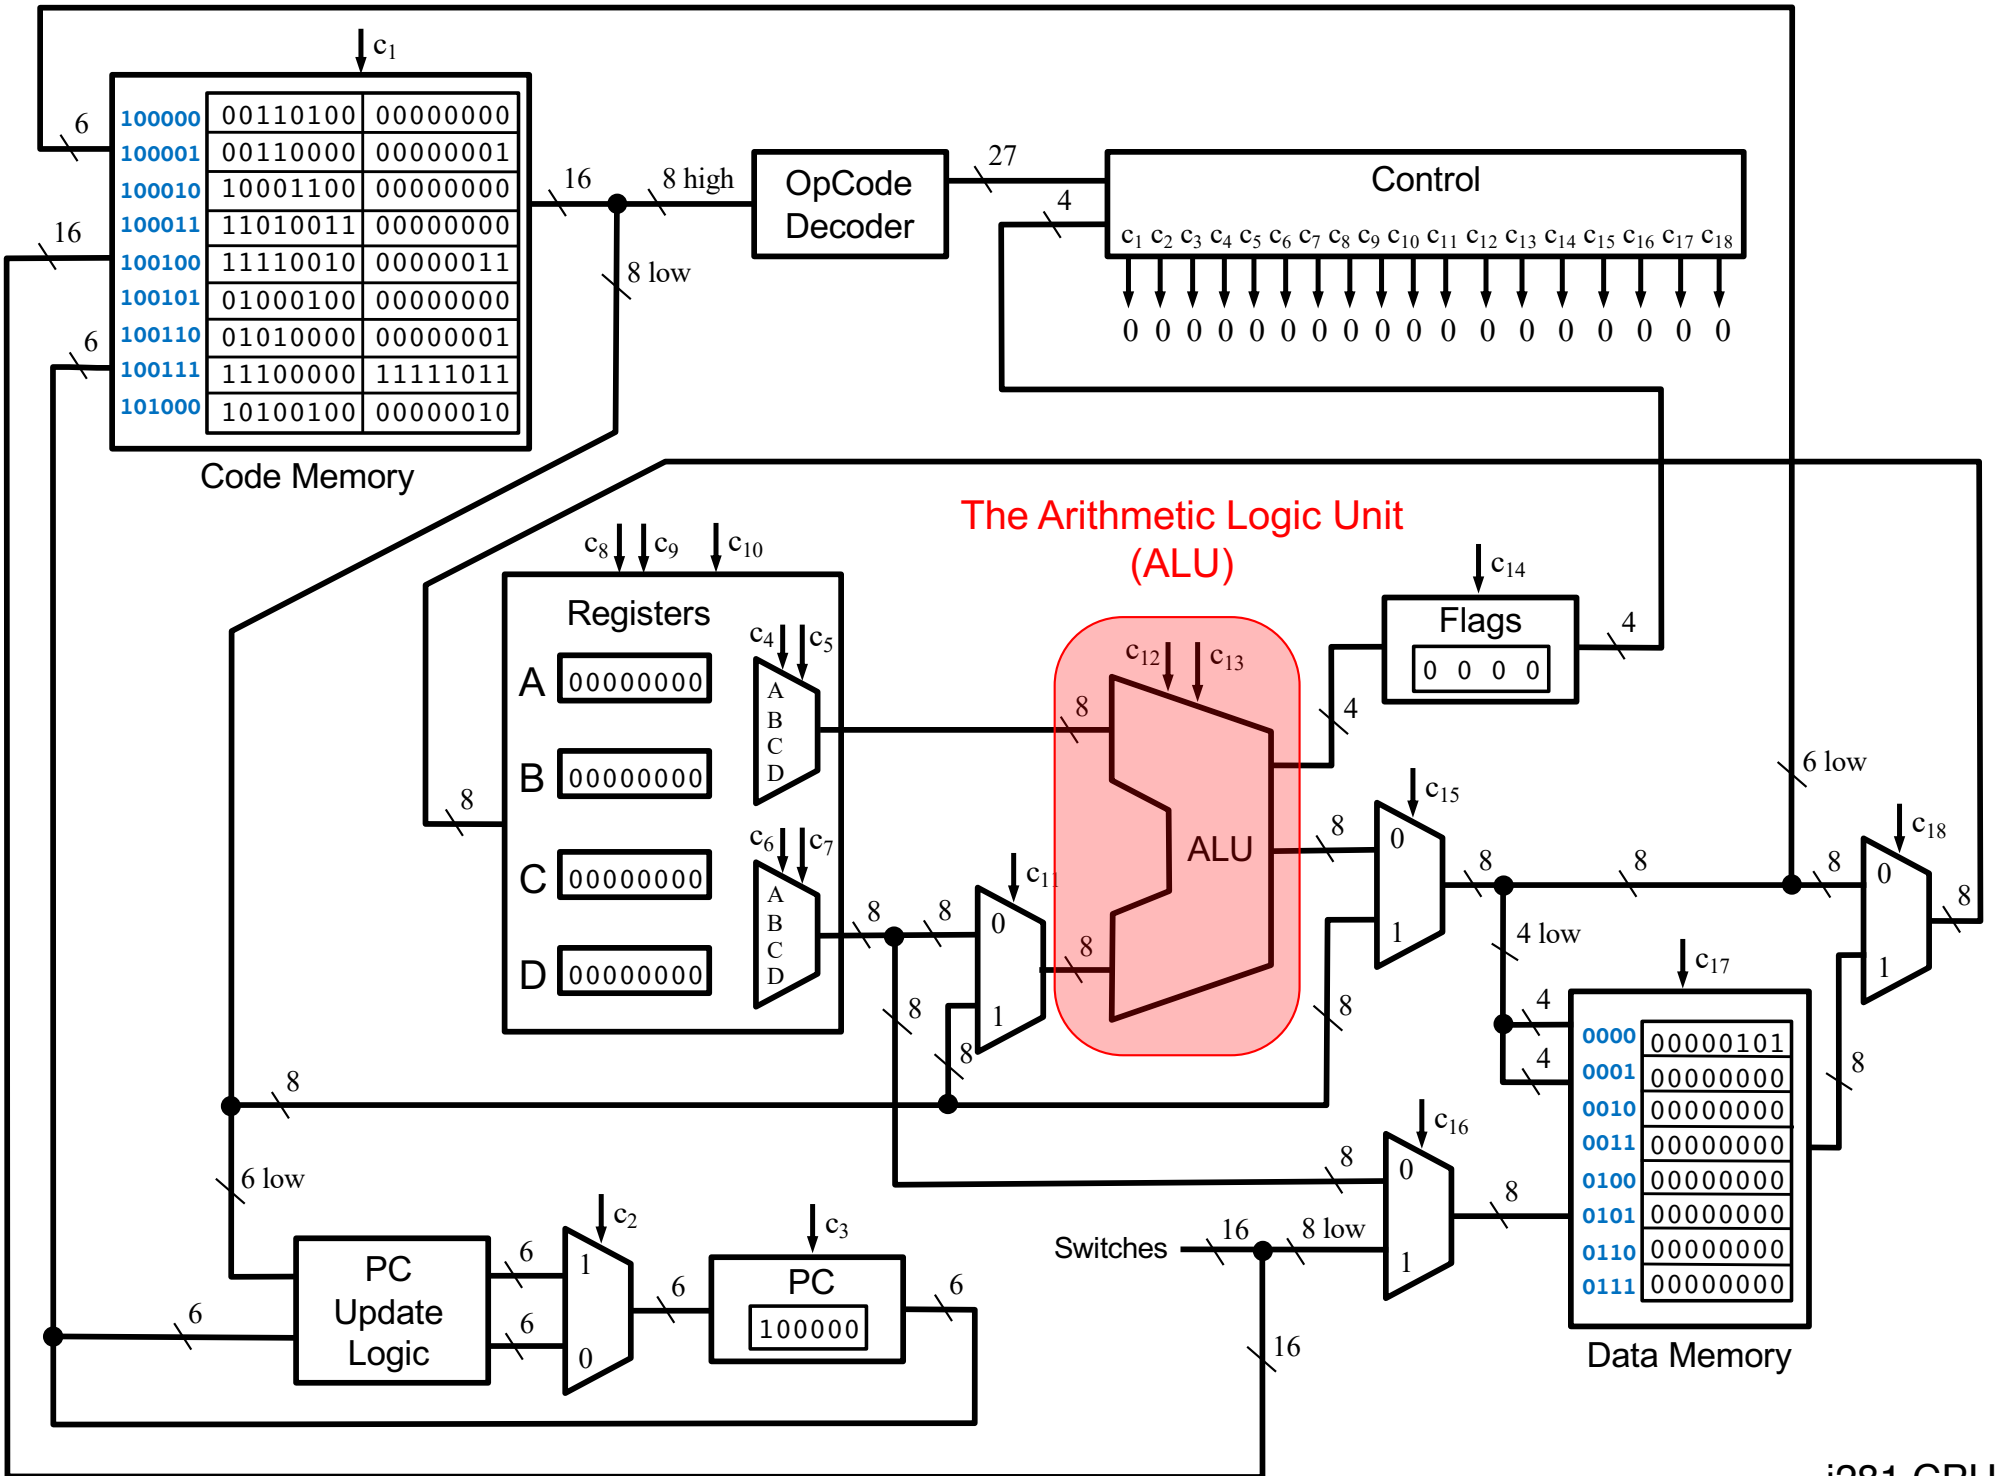 c1
6
100000 00110100 00000000
100001 00110000 00000001
100010 10001100 00000000
100011 11010011 00000000
100100 11110010 00000011
100101 01000100 00000000
100110 01010000 00000001
100111 11100000 11111011
101000 10100100 00000010
16
6
Code Memory
16
8 high
8 low
OpCode
Decoder
27
4
Control
c1 c2 c3 c4 c5 c6 c7 c8 c9 c10 c11 c12 c13 c14 c15 c16 c17 c18
0 0 0 0 0 0 0 0 0 0 0 0 0 0 0 0 0 0
The Arithmetic Logic Unit
(ALU)
c8 c9 c10
Registers
A 00000000
B 00000000
C 00000000
D 00000000
8
c4 c5
A
B
C
D
c6 c7
A
B
C
D
8
8
8
8
c11
0
1
8
8
8
c12 c13
ALU
4
c14
Flags
0 0 0 0
4
8
c15
0
1
8
8
8
6 low
8
c18
0
1
8
4 low
4
4
c17
0000 00000101
0001 00000000
0010 00000000
0011 00000000
0100 00000000
0101 00000000
0110 00000000
0111 00000000
Data Memory
8
8
c16
0
1
8
Switches
16
8 low
16
6 low
6
PC
Update
Logic
6
6
c2
1
0
6
c3
PC
100000
6